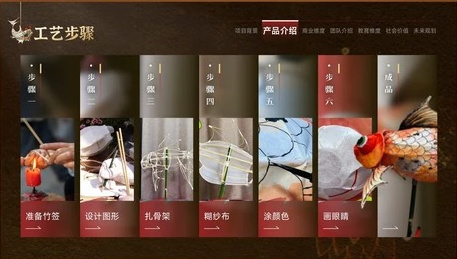 工艺步骤
项目背景 产品介绍 商业维度 团队介绍 教育维度 社会价值 未来规划
步骤一
步骤二
步骤三
步骤四
步骤五
步骤六
成品
准备竹签
设计图形
扎骨架
糊纱布
涂颜色
画眼睛